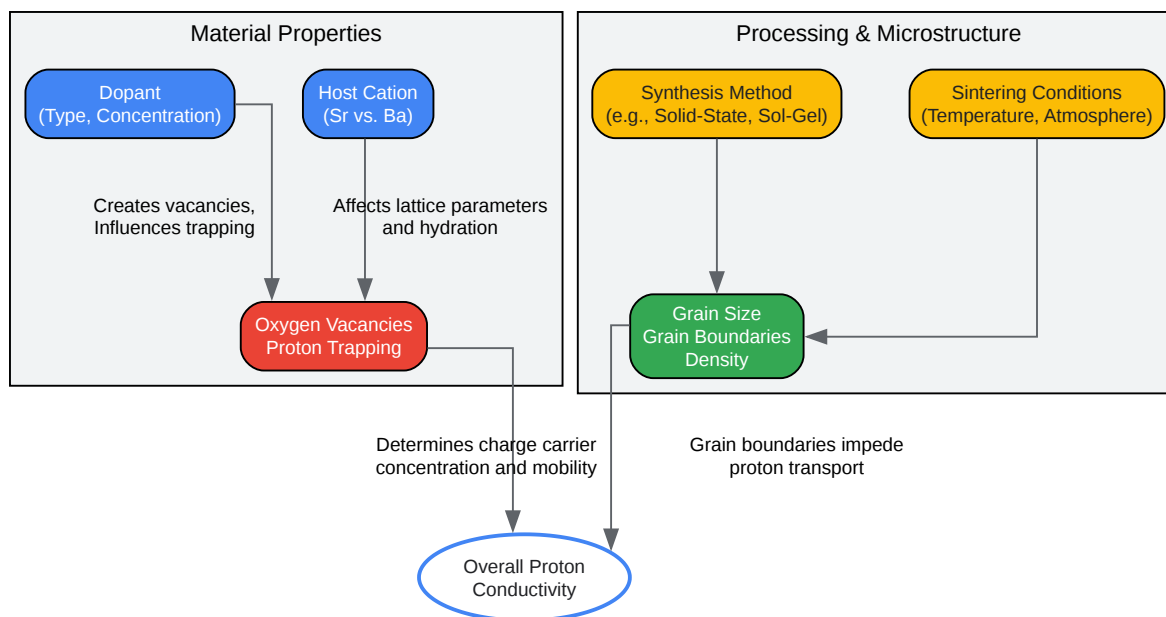 Material Properties
Dopant
(Type, Concentration)
Host Cation
(Sr vs. Ba)
Creates vacancies,
Influences trapping
Affects lattice parameters
and hydration
Oxygen Vacancies
Proton Trapping
Processing & Microstructure
Synthesis Method
(e.g., Solid-State, Sol-Gel)
Sintering Conditions
(Temperature, Atmosphere)
Grain Size
Grain Boundaries
Density
Determines charge carrier
concentration and mobility
Grain boundaries impede
proton transport
Overall Proton
Conductivity